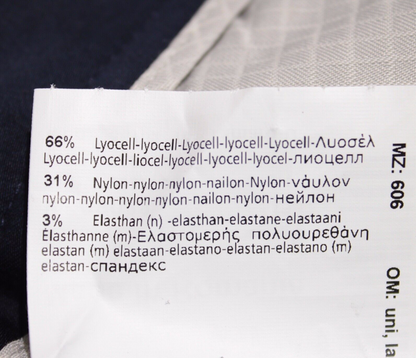 66% Lyocell-lyocell-Lyocell-lyocell-Lyocell-Λυοσέλ
Lyocell-lyocell-liocel-lyocell-lyocell-lyocel-лиоцелл
31% Nylon-nylon-nylon-nailon-Nylon-νάυλον
nylon-nylon-nylon-nylon-nylon-нейлон
3% Elasthan (n) -elasthan-elastane-elastaani
Élasthanne (m)-Ελαστομερής πολυουρεθάνη
elastan (m) elastaan-elastano-elastan-elastano (m)
elastan-спандекс
MZ: 606
OM: uni, la